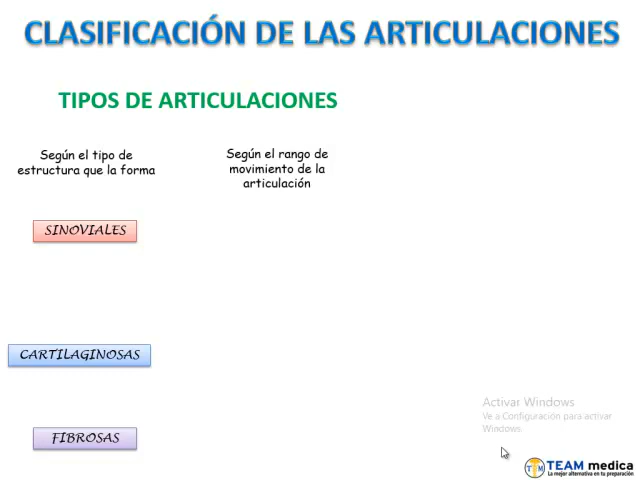 CLASIFICACIÓN DE LAS ARTICULACIONES
TIPOS DE ARTICULACIONES
Según el tipo de
estructura que la forma
Según el rango de
movimiento de la
articulación
SINOVIALES
CARTILAGINOSAS
FIBROSAS
Activar Windows
Ve a Configuración para activar
Windows.
TM TEAM medica
La mejor alternativa en tu preparación